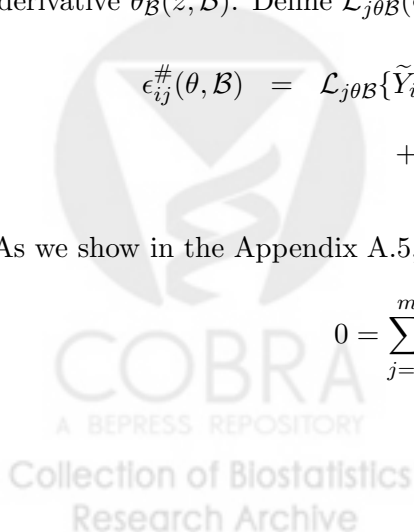 derivative θ_𝓑(z, 𝓑). Define 𝓛_{jθ𝓑}(
ϵ^#_{ij}(θ, 𝓑) = 𝓛_{jθ𝓑}{Ỹ_i
+
As we show in the Appendix A.5.
0 = ∑^m_{j=
COBRA
A BEPRESS REPOSITORY
Collection of Biostatistics
Research Archive